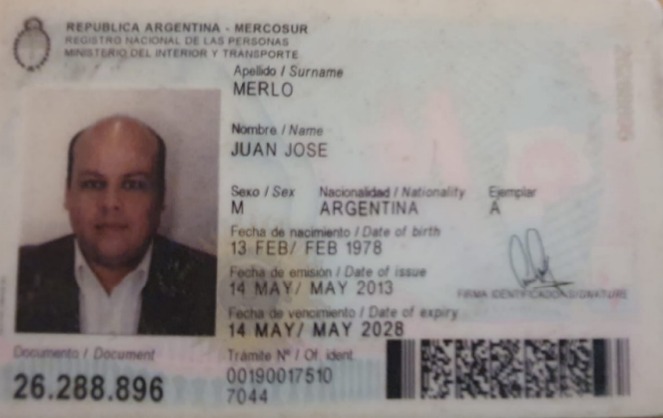 REPUBLICA ARGENTINA - MERCOSUR
REGISTRO NACIONAL DE LAS PERSONAS
MINISTERIO DEL INTERIOR Y TRANSPORTE
Apellido / Surname
MERLO
Nombre / Name
JUAN JOSE
Sexo / Sex Nacionalidad / Nationality Ejemplar
M ARGENTINA A
Fecha de nacimiento / Date of birth
13 FEB/ FEB 1978
Fecha de emisión / Date of issue
14 MAY/ MAY 2013
FIRMA IDENTIFICADO/SIGNATURE
Fecha de vencimiento / Date of expiry
14 MAY/ MAY 2028
Documento / Document
26.288.896
Trámite Nº / Of. ident.
00190017510
7044